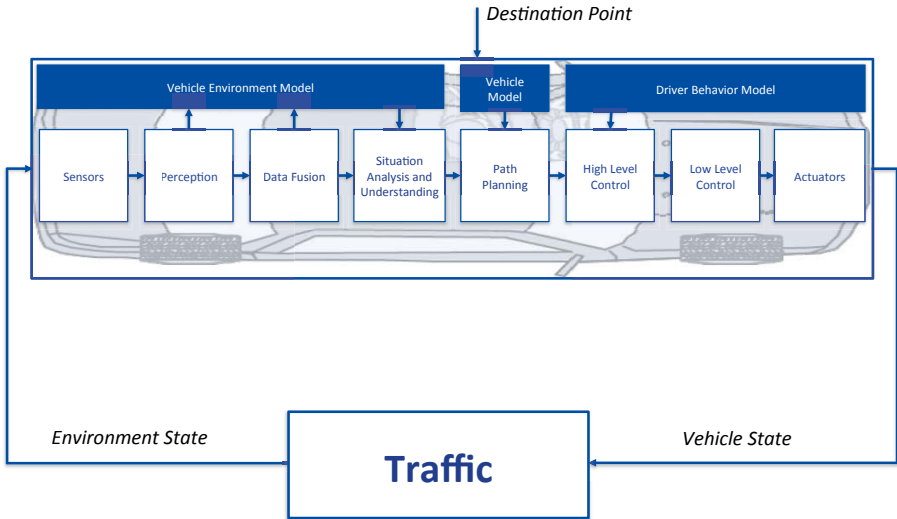 Destination Point
Vehicle Environment Model
Vehicle
Model
Driver Behavior Model
Sensors
Perception
Data Fusion
Situation
Analysis and
Understanding
Path
Planning
High Level
Control
Low Level
Control
Actuators
Environment State
Vehicle State
Traffic